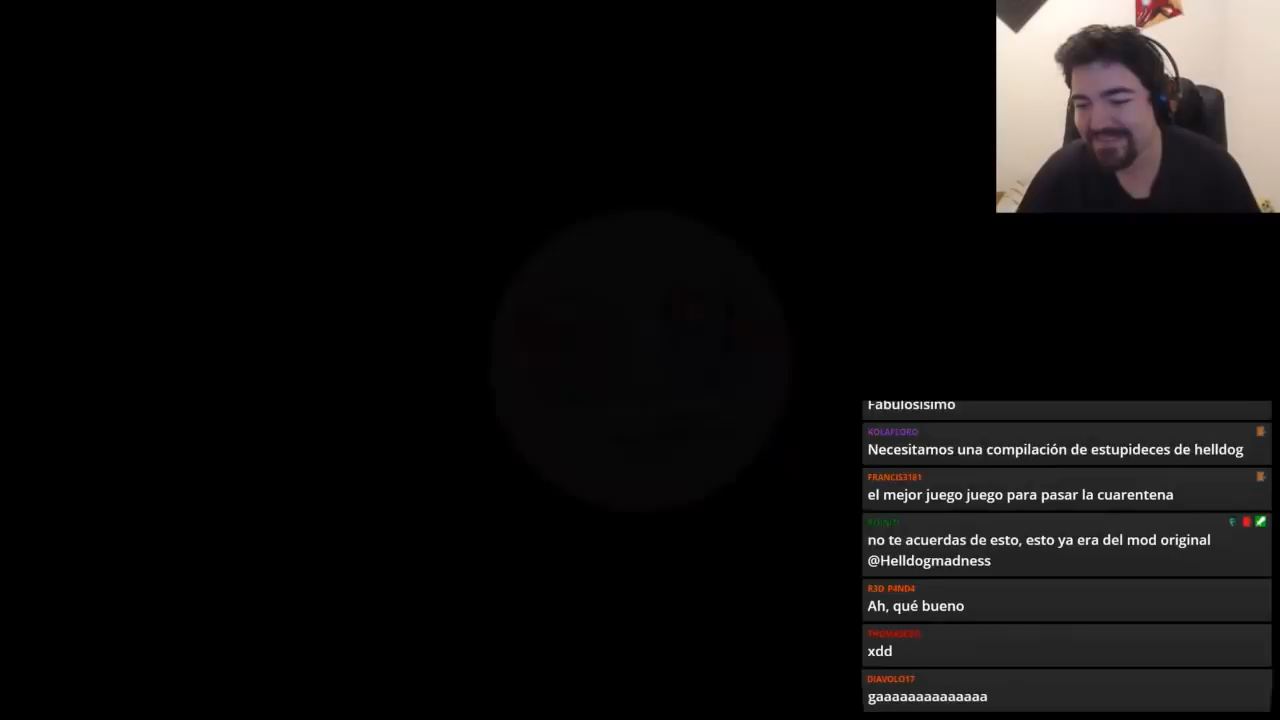 Fabulosisimo
KOLAFLORO
Necesitamos una compilación de estupideces de helldog
FRANCIS3181
el mejor juego juego para pasar la cuarentena
no te acuerdas de esto, esto ya era del mod original
@Helldogmadness
R3D P4ND4
Ah, qué bueno
xdd
DIAVOLO17
gaaaaaaaaaaaaaa